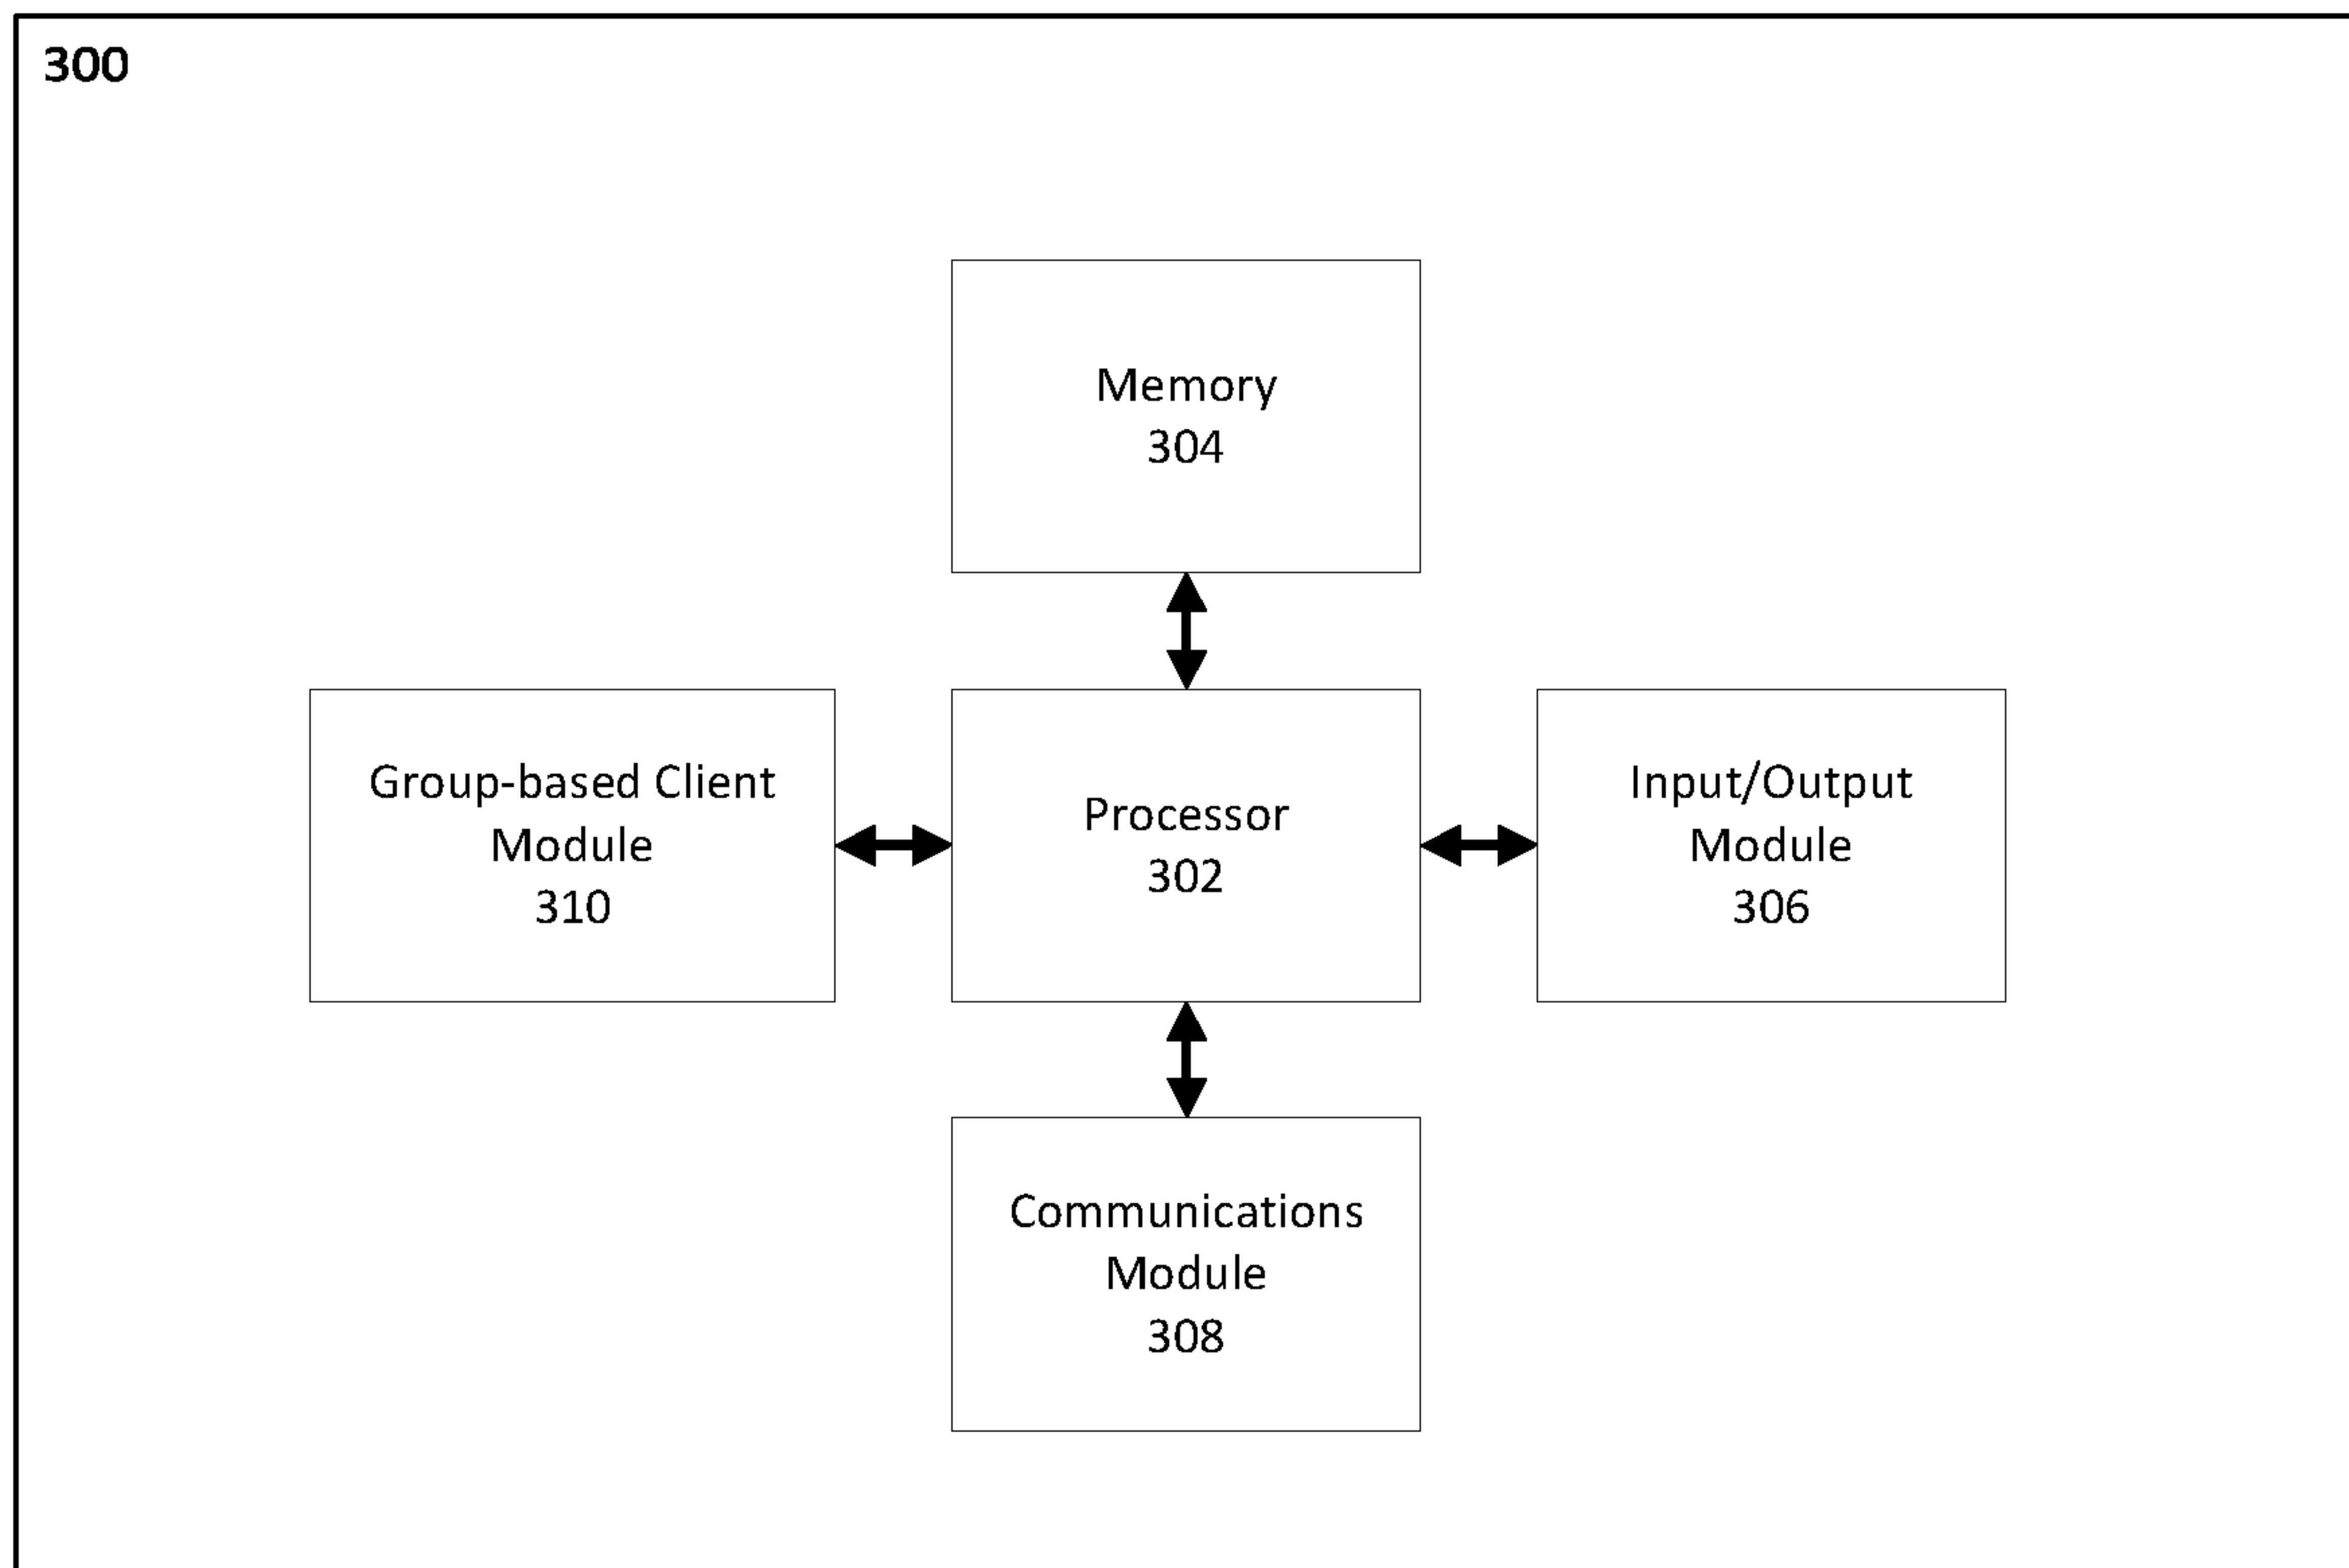 300
Memory
304
Group-based Client
Module
310
Processor
302
Input/Output
Module
306
Communications
Module
308